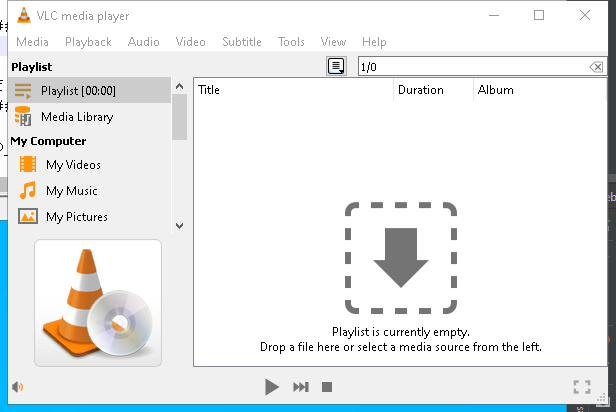 VLC media player
Media Playback Audio Video Subtitle Tools View Help
Playlist
1/0
Playlist [00:00]
Title Duration Album
Media Library
My Computer
My Videos
My Music
My Pictures
Playlist is currently empty.
Drop a file here or select a media source from the left.